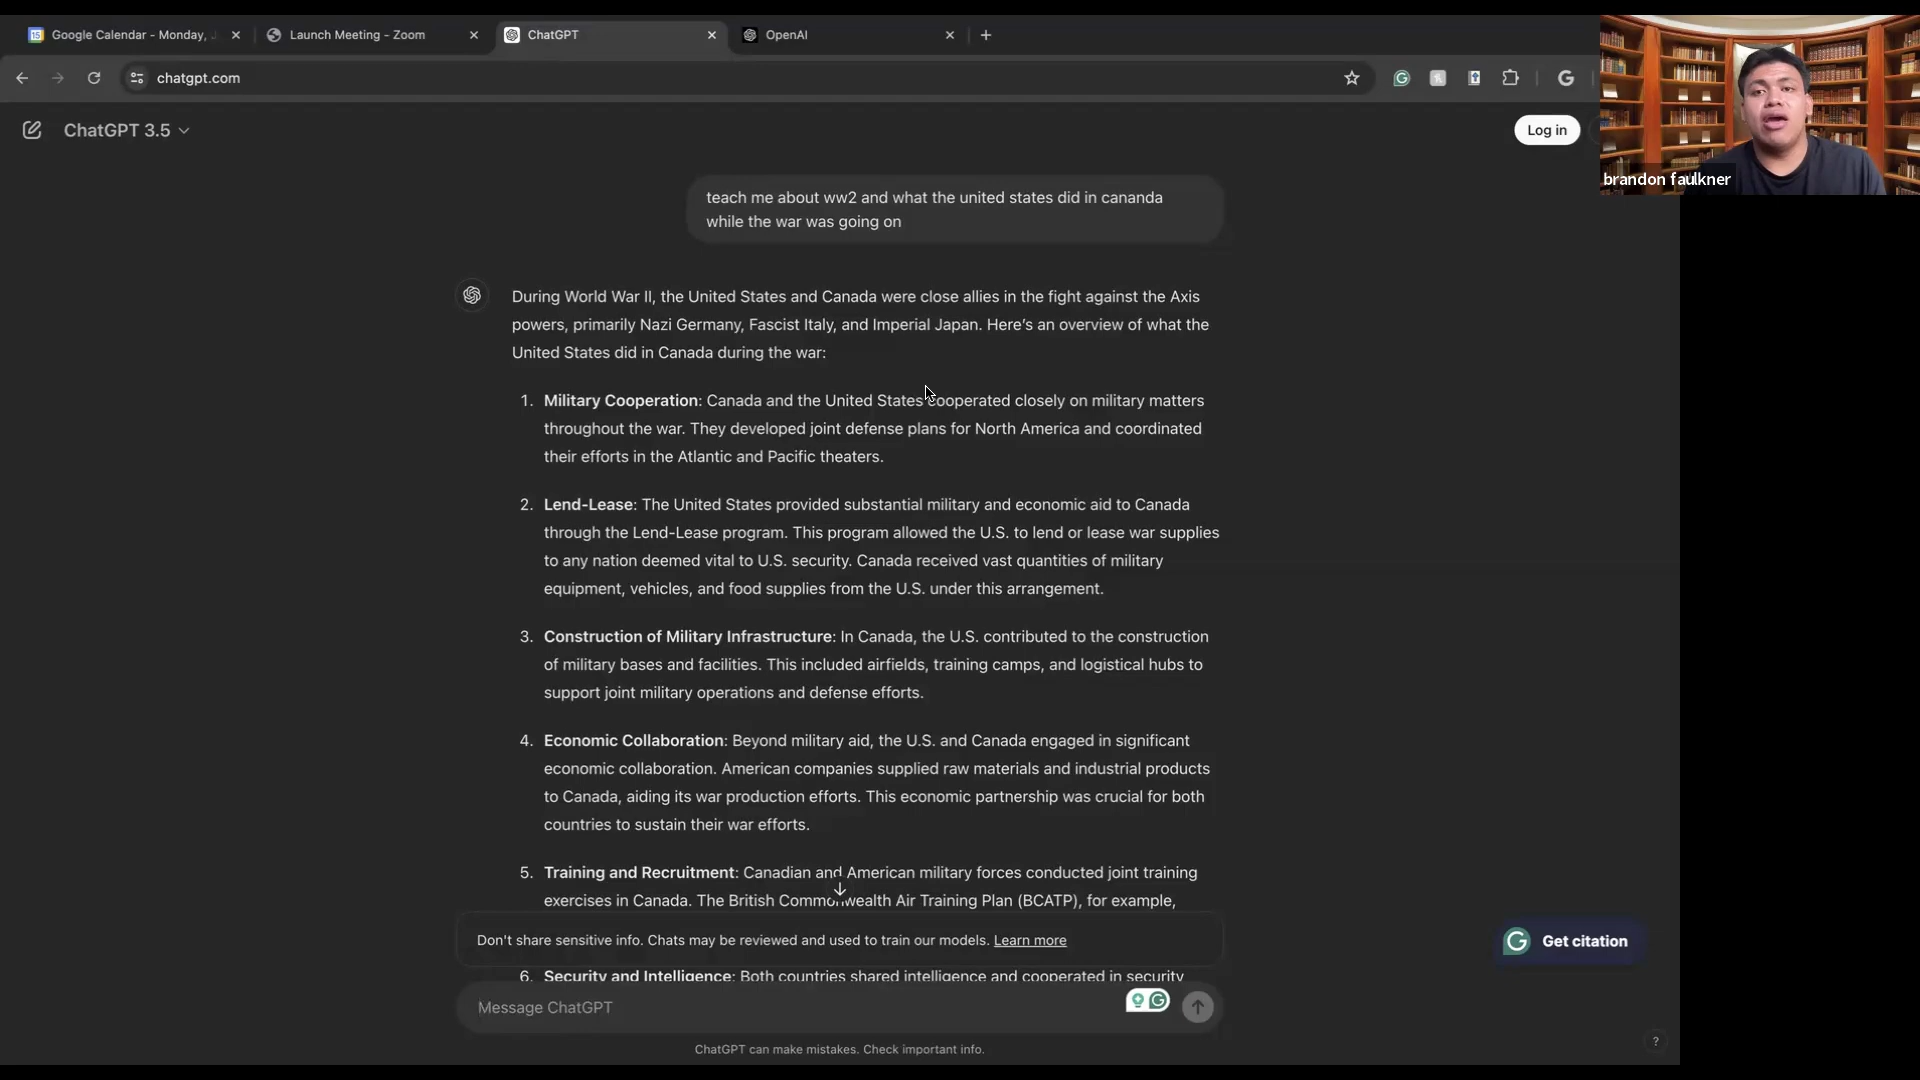 Google Calendar - Monday,
Launch Meeting - Zoom
ChatGPT
OpenAI
chatgpt.com
ChatGPT 3.5
Log in
brandon faulkner
teach me about ww2 and what the united states did in cananda
while the war was going on
During World War II, the United States and Canada were close allies in the fight against the Axis
powers, primarily Nazi Germany, Fascist Italy, and Imperial Japan. Here's an overview of what the
United States did in Canada during the war:
1. Military Cooperation: Canada and the United States cooperated closely on military matters
throughout the war. They developed joint defense plans for North America and coordinated
their efforts in the Atlantic and Pacific theaters.
2. Lend-Lease: The United States provided substantial military and economic aid to Canada
through the Lend-Lease program. This program allowed the U.S. to lend or lease war supplies
to any nation deemed vital to U.S. security. Canada received vast quantities of military
equipment, vehicles, and food supplies from the U.S. under this arrangement.
3. Construction of Military Infrastructure: In Canada, the U.S. contributed to the construction
of military bases and facilities. This included airfields, training camps, and logistical hubs to
support joint military operations and defense efforts.
4. Economic Collaboration: Beyond military aid, the U.S. and Canada engaged in significant
economic collaboration. American companies supplied raw materials and industrial products
to Canada, aiding its war production efforts. This economic partnership was crucial for both
countries to sustain their war efforts.
5. Training and Recruitment: Canadian and American military forces conducted joint training
exercises in Canada. The British Commonwealth Air Training Plan (BCATP), for example,
Don't share sensitive info. Chats may be reviewed and used to train our models. Learn more
Get citation
6. Security and Intelligence: Both countries shared intelligence and cooperated in security
Message ChatGPT
ChatGPT can make mistakes. Check important info.
?